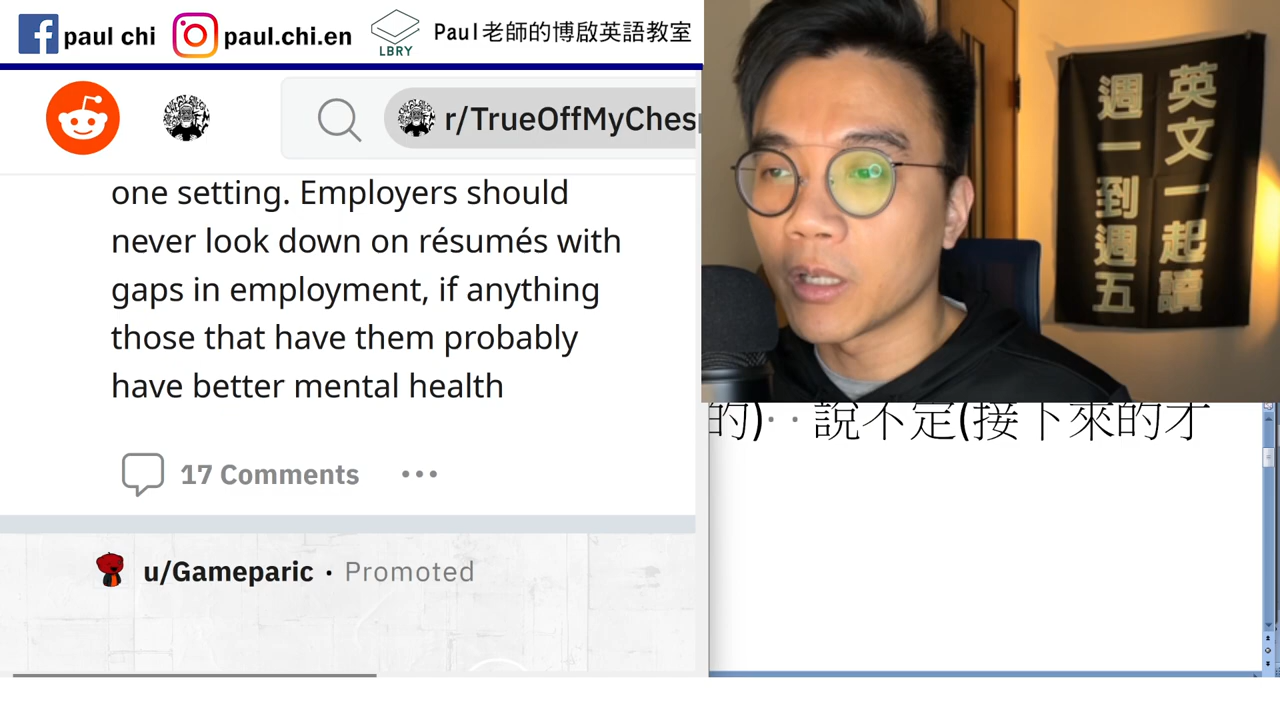 paul chi
paul.chi.en
LBRY
Paul老師的博啟英語教室
r/TrueOffMyChes
one setting. Employers should
never look down on résumés with
gaps in employment, if anything
those that have them probably
have better mental health
17 Comments
u/Gameparic · Promoted
英文一起讀
週一到週五
的)··說不定(接下來的才